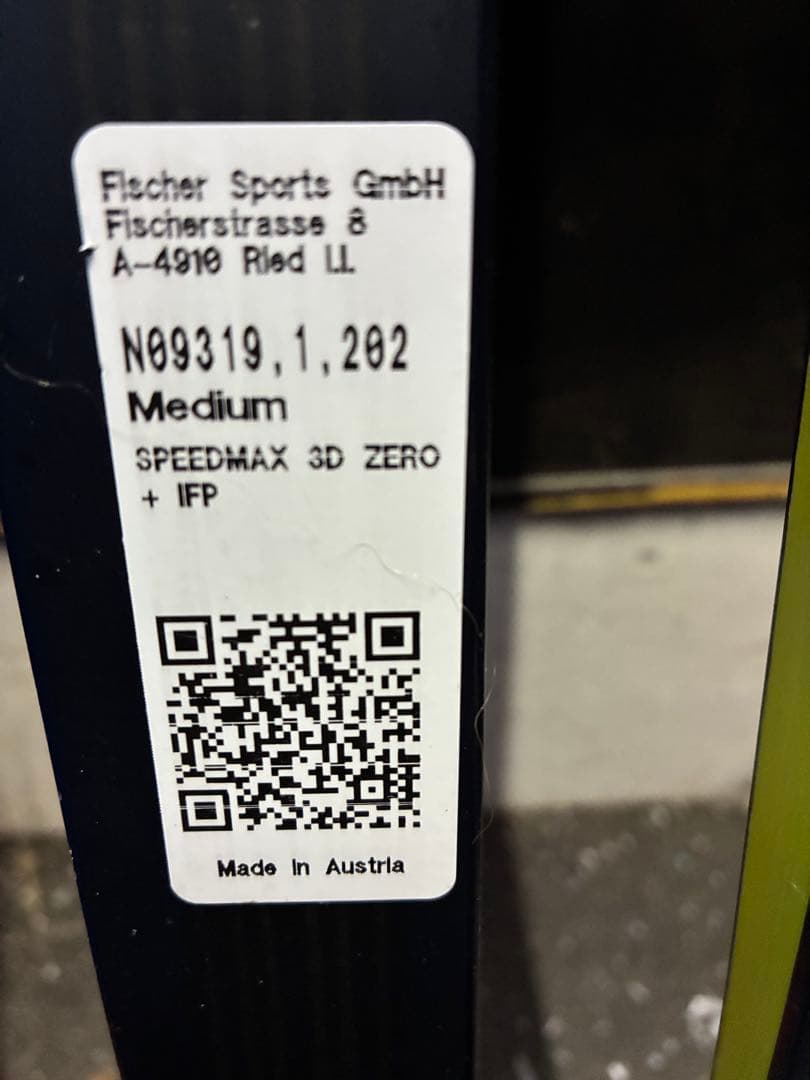 Fischer Sports GmbH
Fischerstrasse 8
A-4910 Ried I.I.
N09319,1,202
Medium
SPEEDMAX 3D ZERO
+ IFP
Made in Austria